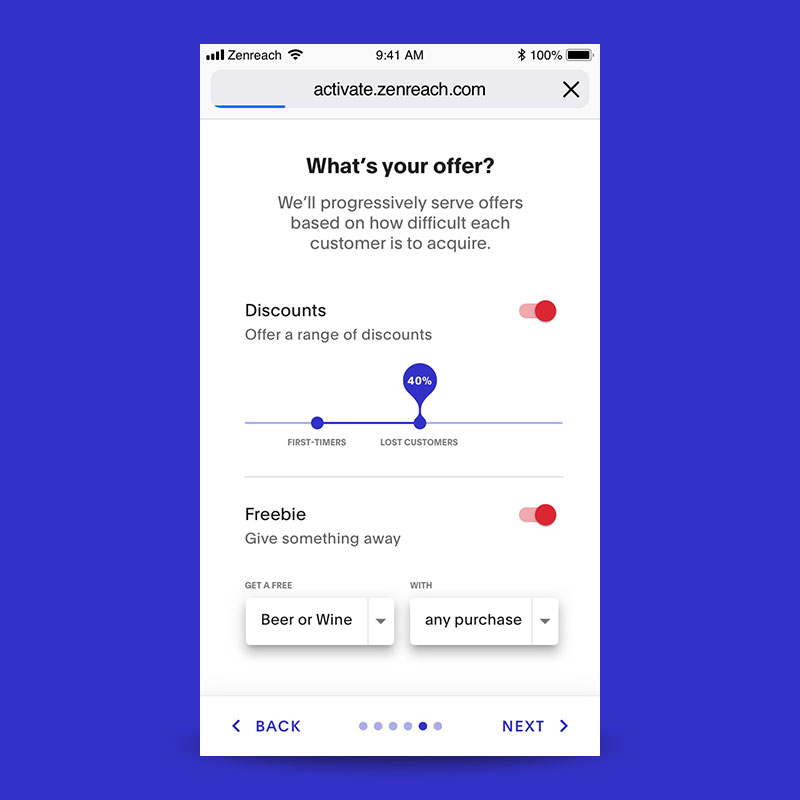 Zenreach 9:41 AM 100%
activate.zenreach.com
What's your offer?
We'll progressively serve offers
based on how difficult each
customer is to acquire.
Discounts
Offer a range of discounts
40%
FIRST-TIMERS LOST CUSTOMERS
Freebie
Give something away
GET A FREE WITH
Beer or Wine any purchase
BACK NEXT